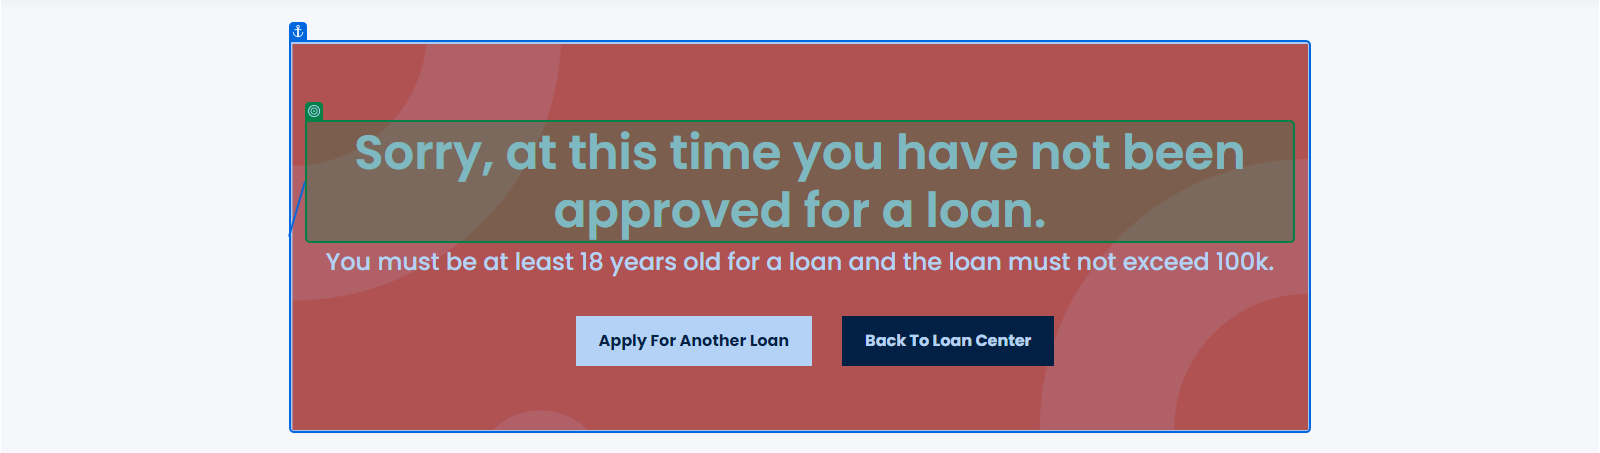 Sorry, at this time you have not been
approved for a loan.
You must be at least 18 years old for a loan and the loan must not exceed 100k.
Apply For Another Loan
Back To Loan Center